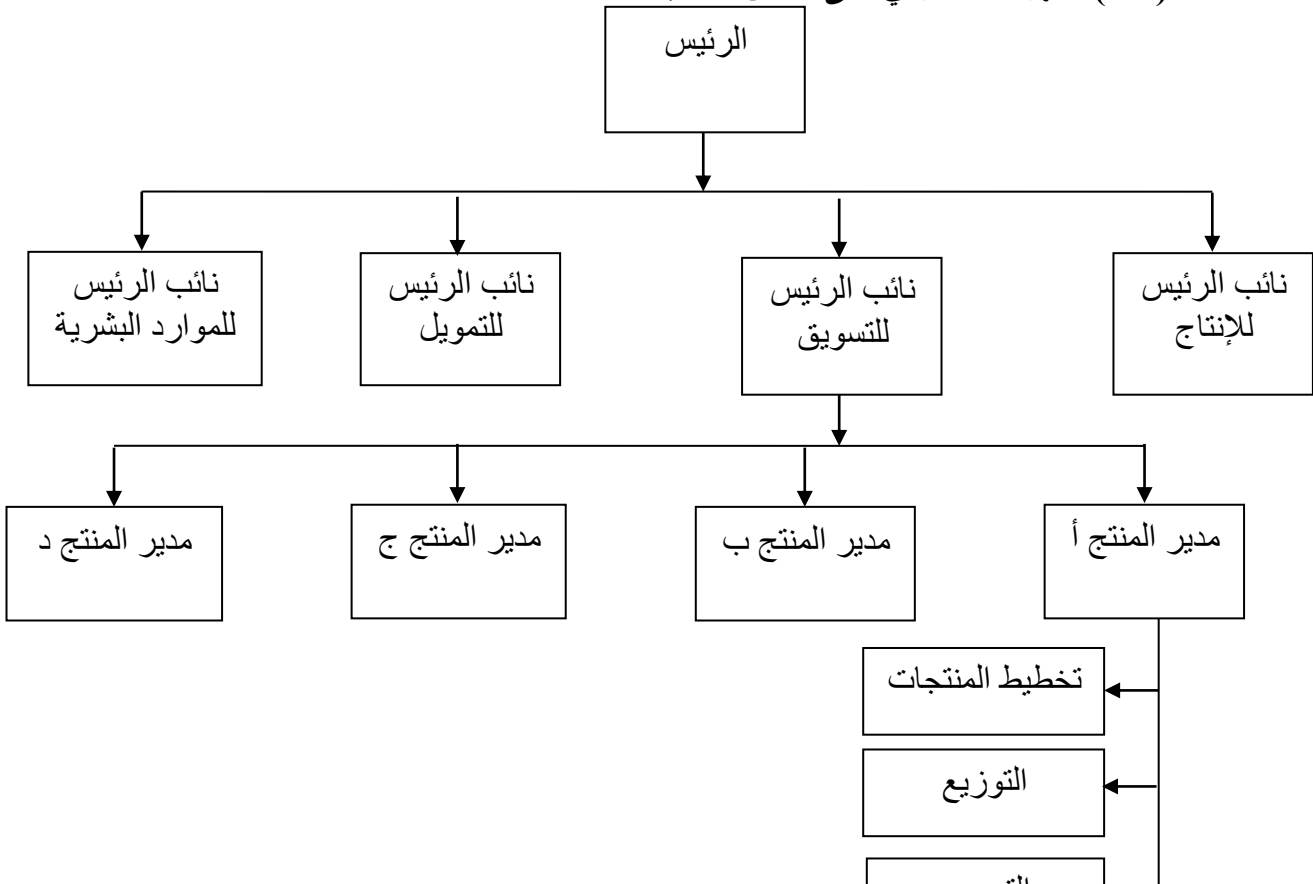 الرئيس
نائب الرئيس
للإنتاج
نائب الرئيس
للتسويق
نائب الرئيس
للتمويل
نائب الرئيس
للموارد البشرية
مدير المنتج أ
مدير المنتج ب
مدير المنتج ج
مدير المنتج د
تخطيط المنتجات
التوزيع